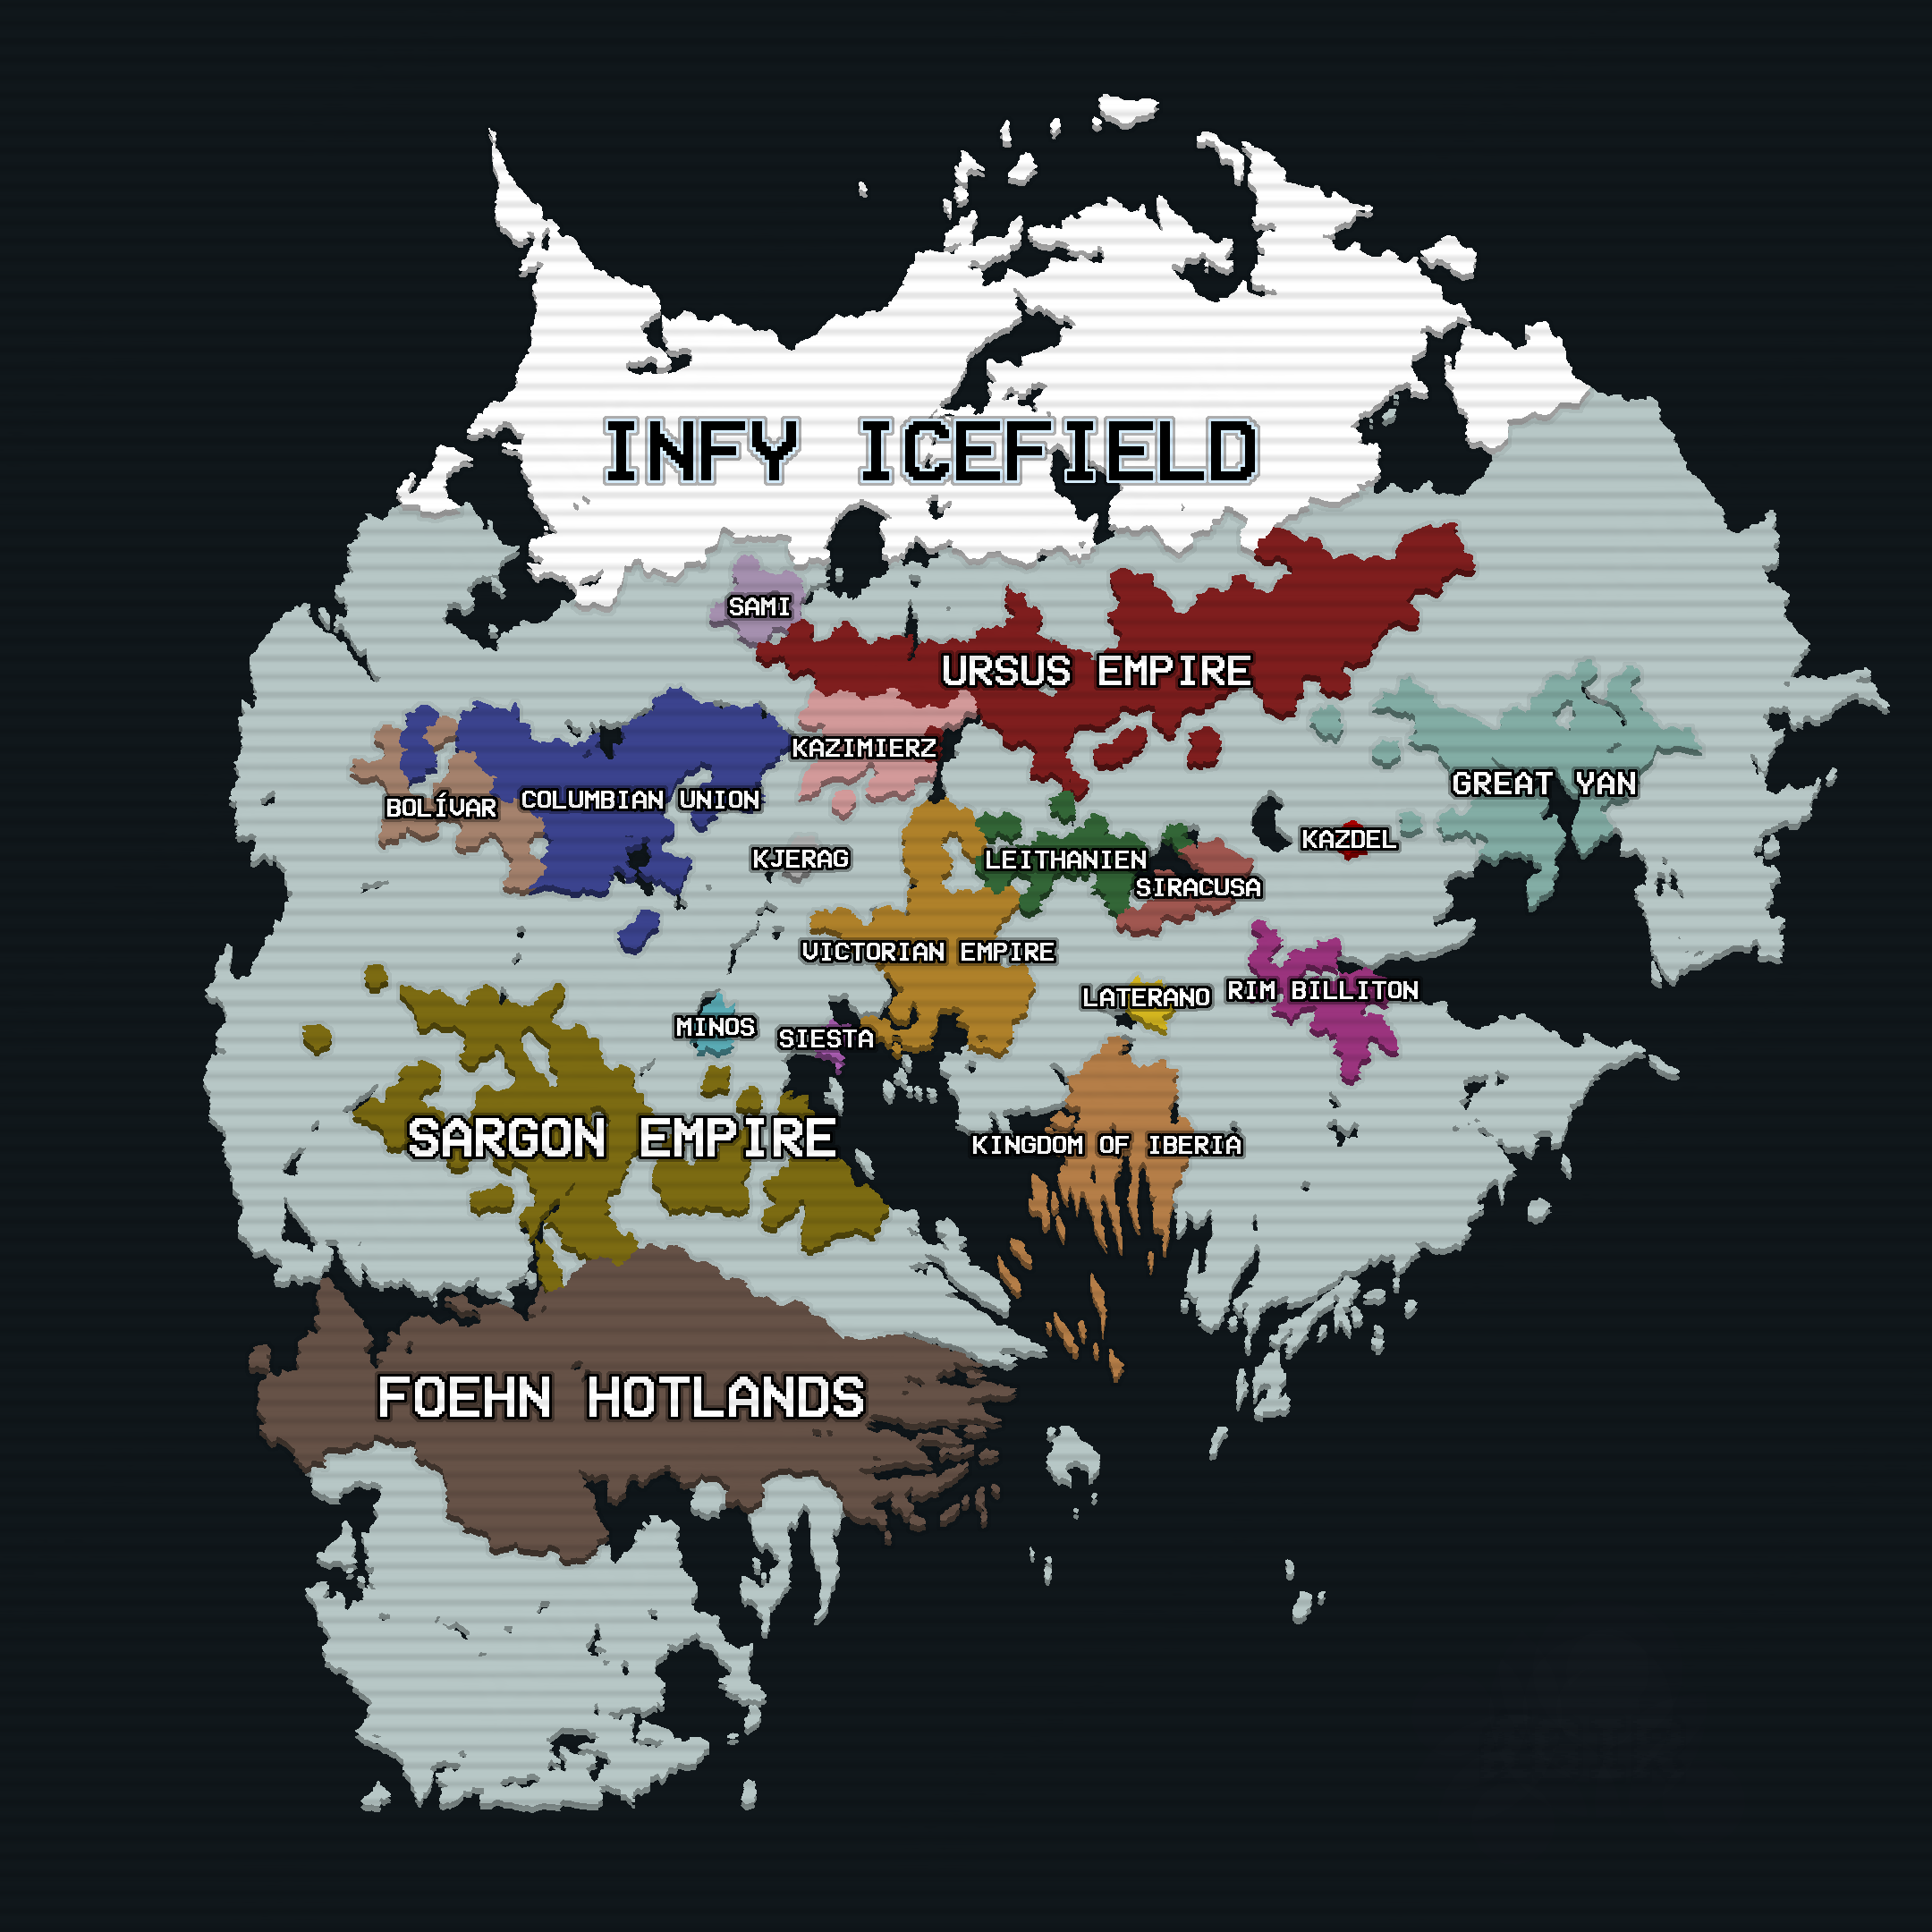 INFY ICEFIELD
SAMI
URSUS EMPIRE
KAZIMIERZ
GREAT YAN
COLUMBIAN UNION
BOLÍVAR
KAZDEL
KJERAG
LEITHANIEN
SIRACUSA
VICTORIAN EMPIRE
RIM BILLITON
LATERANO
MINOS
SIESTA
SARGON EMPIRE
KINGDOM OF IBERIA
FOEHN HOTLANDS